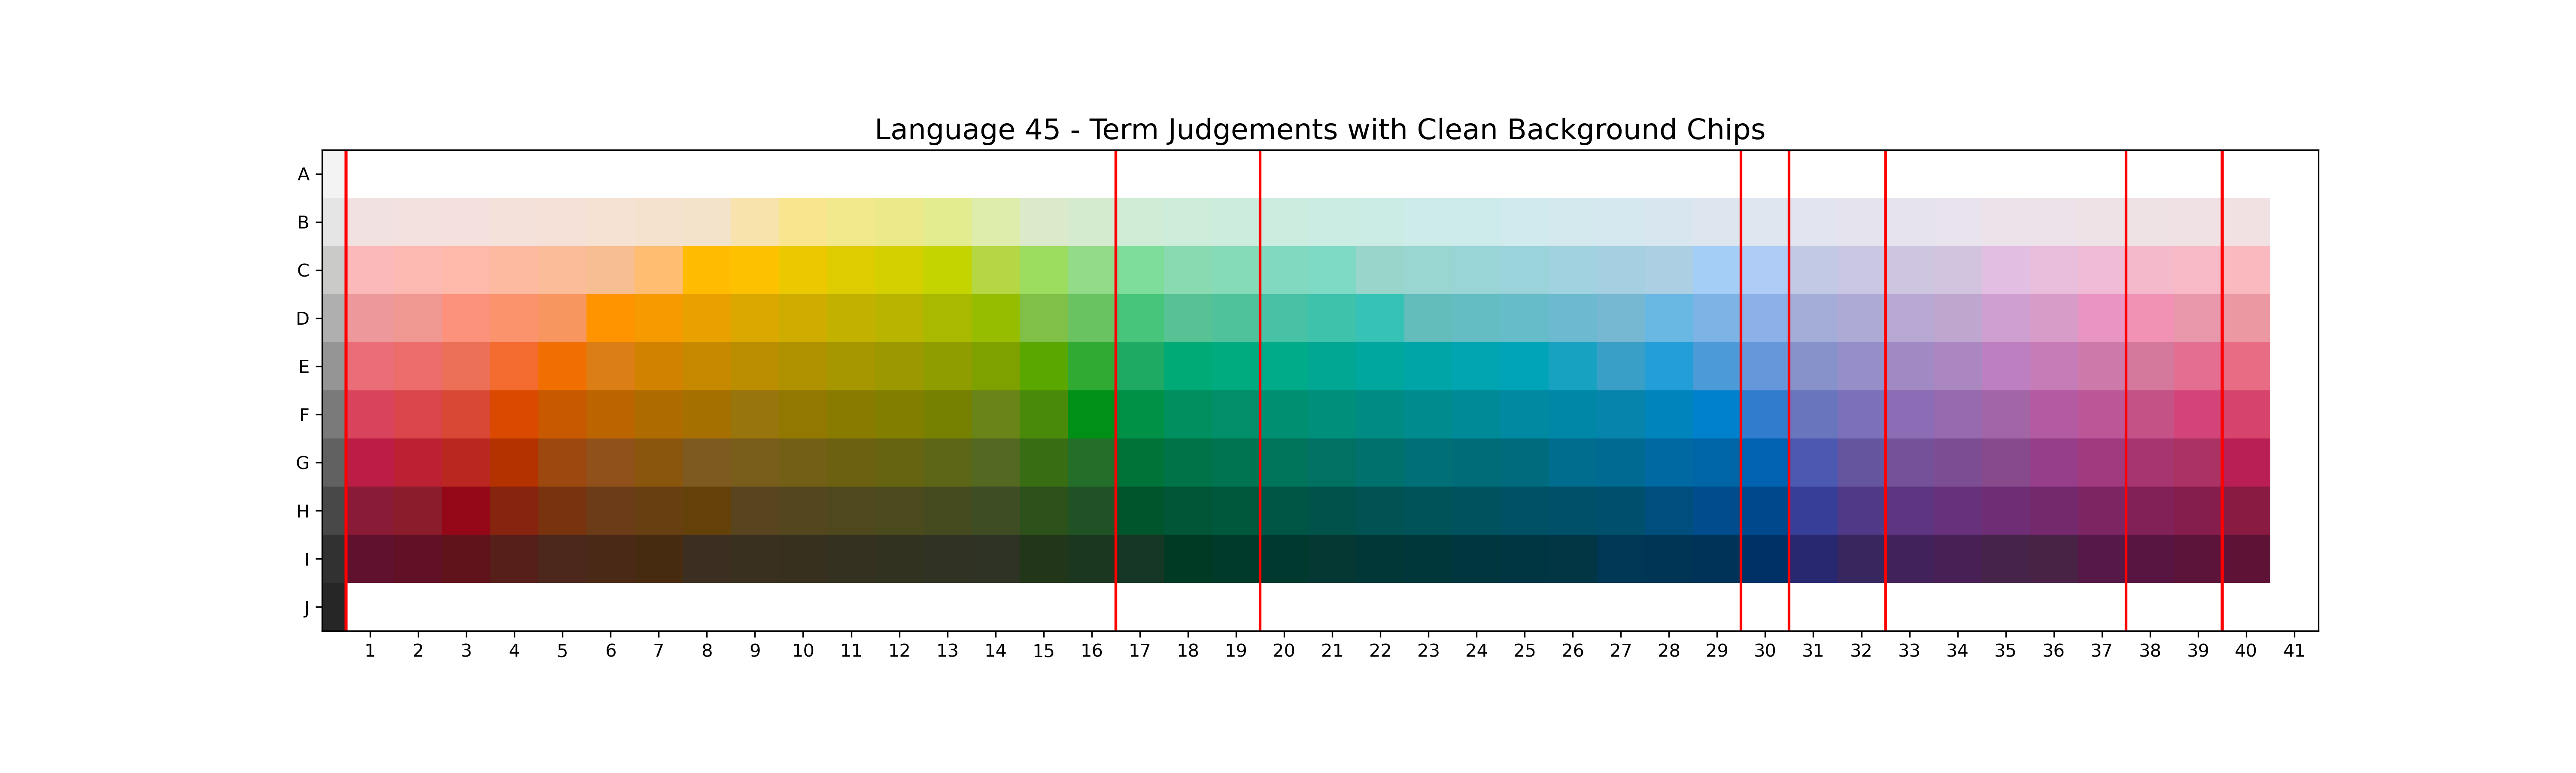 Language 45 - Term Judgements with Clean Background Chips
A
B
C
D
E
F
G
H
I
J
1 2 3 4 5 6 7 8 9 10 11 12 13 14 15 16 17 18 19 20 21 22 23 24 25 26 27 28 29 30 31 32 33 34 35 36 37 38 39 40 41